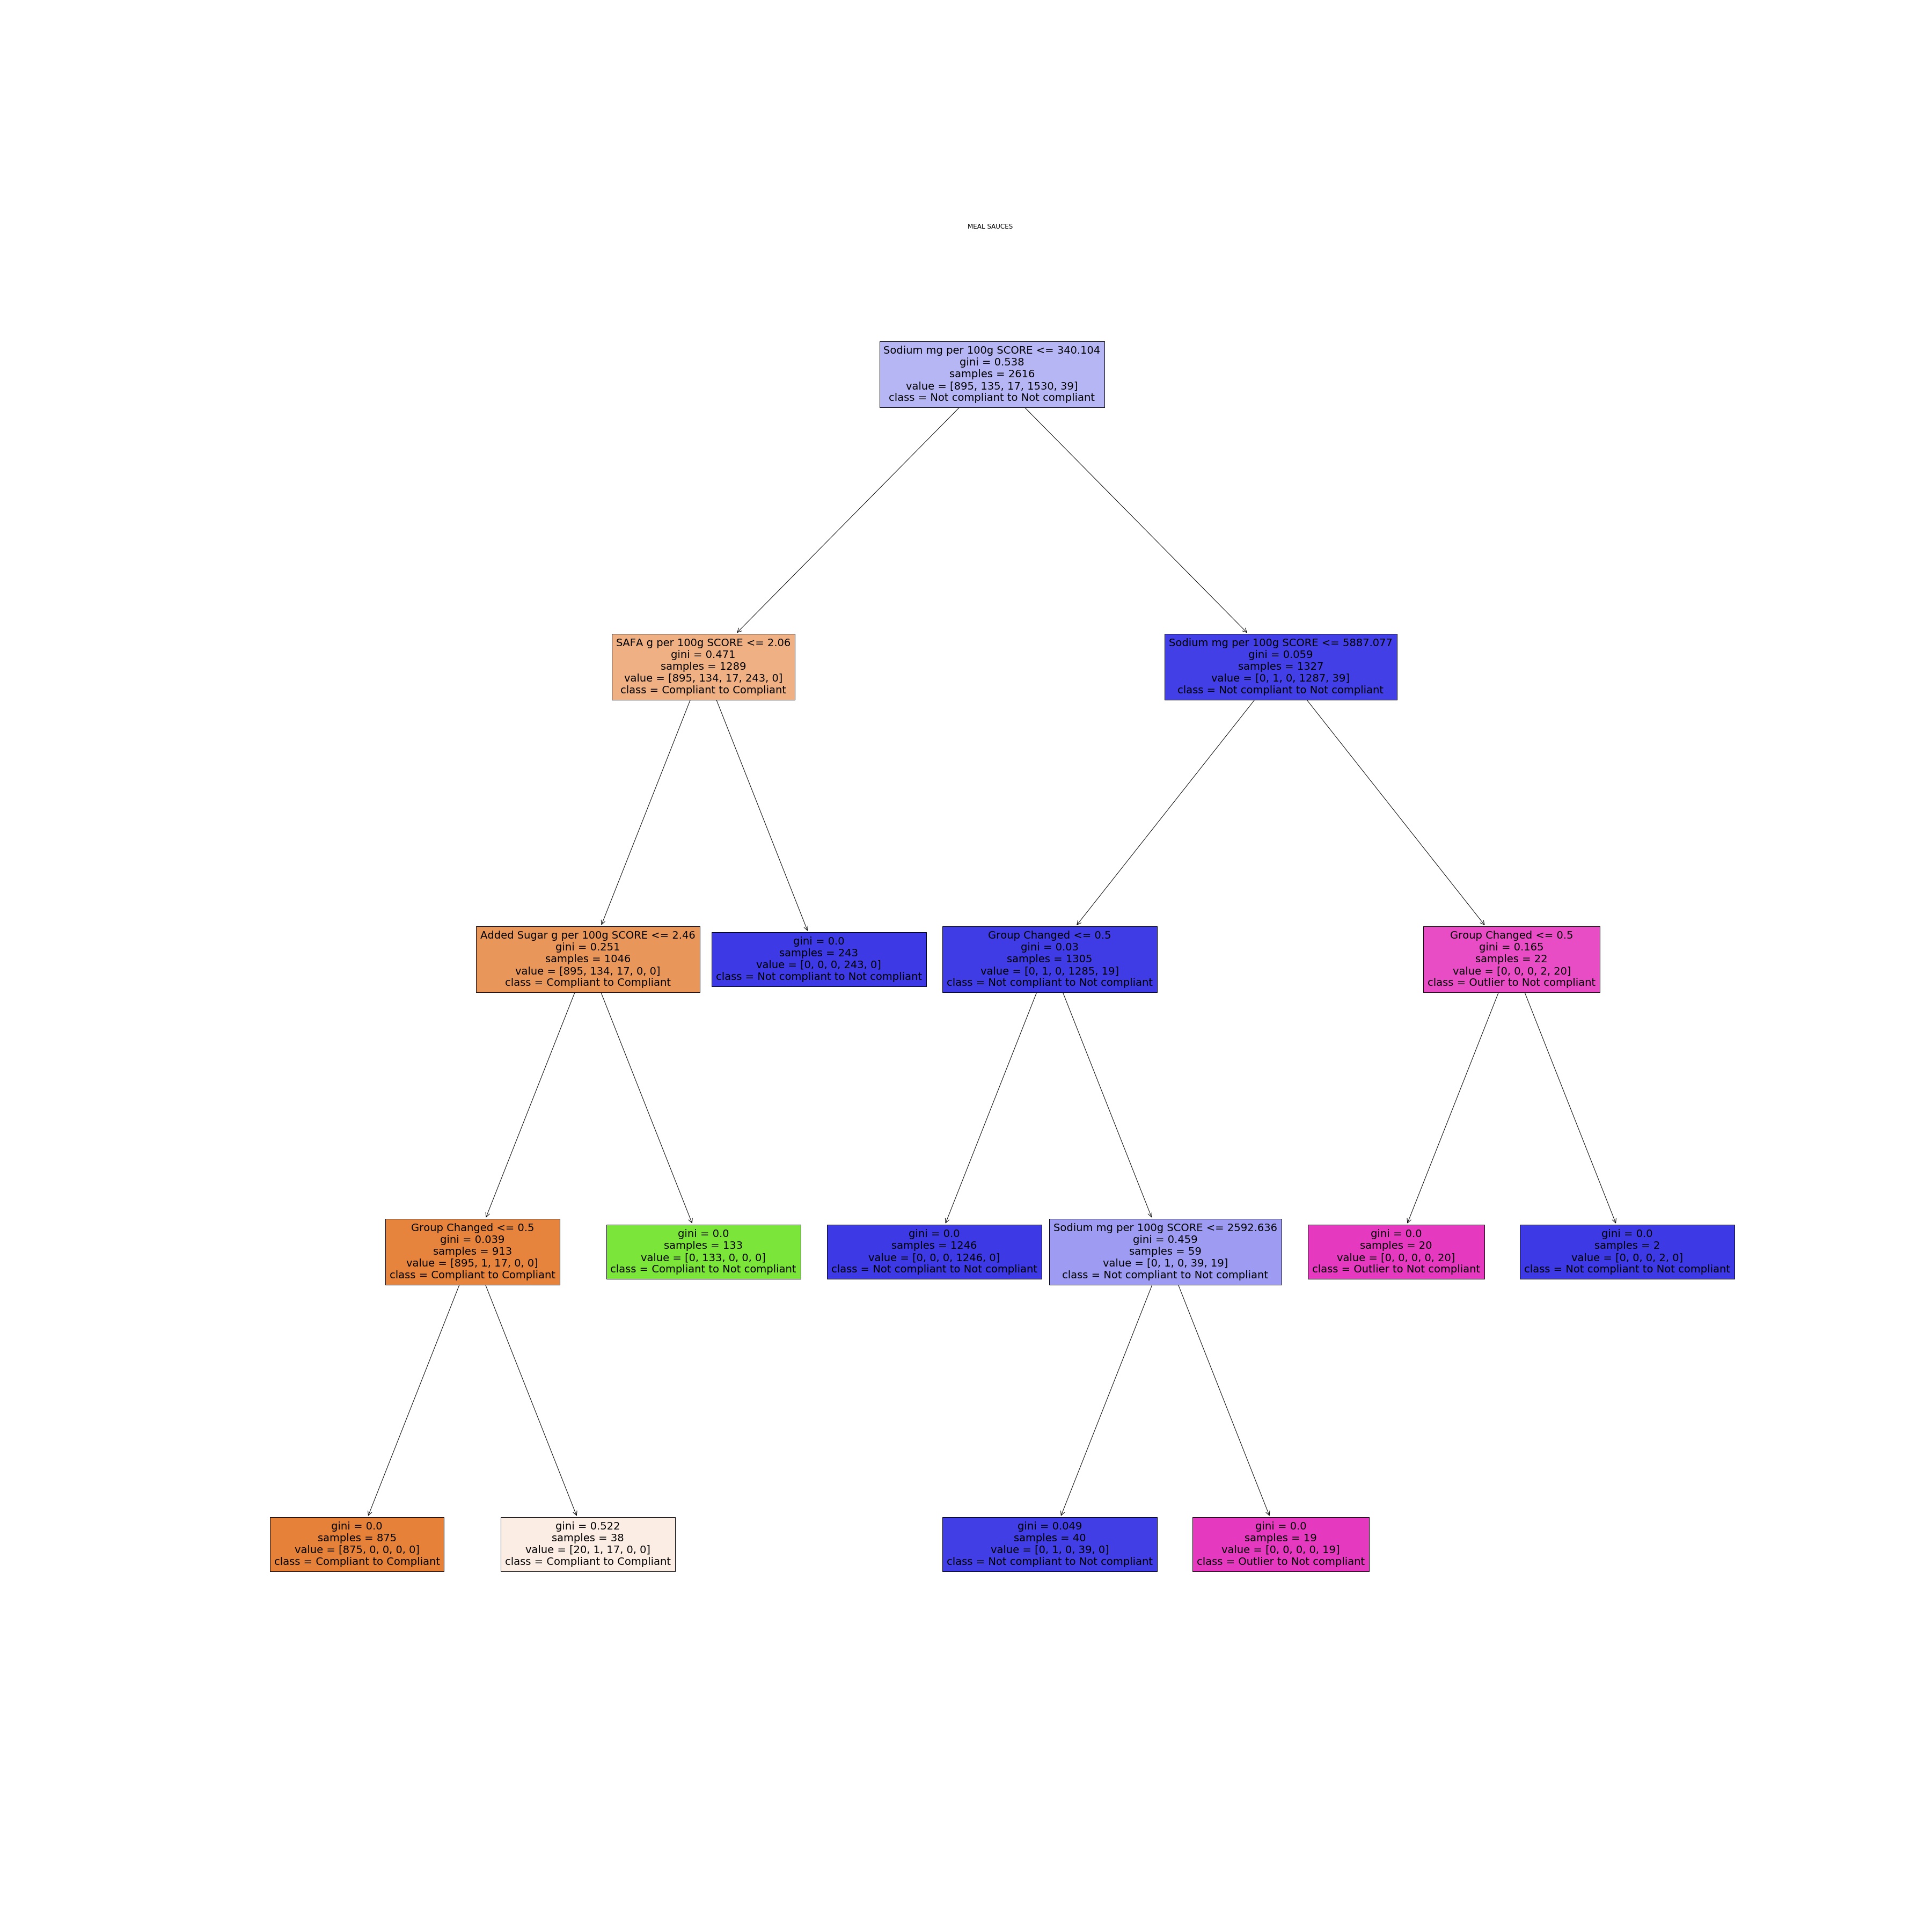 MEAL SAUCES
Sodium mg per 100g SCORE <= 340.104
gini = 0.538
samples = 2616
value = [895, 135, 17, 1530, 39]
class = Not compliant to Not compliant
SAFA g per 100g SCORE <= 2.06
gini = 0.471
samples = 1289
value = [895, 134, 17, 243, 0]
class = Compliant to Compliant
Sodium mg per 100g SCORE <= 5887.077
gini = 0.059
samples = 1327
value = [0, 1, 0, 1287, 39]
class = Not compliant to Not compliant
Added Sugar g per 100g SCORE <= 2.46
gini = 0.251
samples = 1046
value = [895, 134, 17, 0, 0]
class = Compliant to Compliant
gini = 0.0
samples = 243
value = [0, 0, 0, 243, 0]
class = Not compliant to Not compliant
Group Changed <= 0.5
gini = 0.03
samples = 1305
value = [0, 1, 0, 1285, 19]
class = Not compliant to Not compliant
Group Changed <= 0.5
gini = 0.165
samples = 22
value = [0, 0, 0, 2, 20]
class = Outlier to Not compliant
Group Changed <= 0.5
gini = 0.039
samples = 913
value = [895, 1, 17, 0, 0]
class = Compliant to Compliant
gini = 0.0
samples = 133
value = [0, 133, 0, 0, 0]
class = Compliant to Not compliant
gini = 0.0
samples = 1246
value = [0, 0, 0, 1246, 0]
class = Not compliant to Not compliant
Sodium mg per 100g SCORE <= 2592.636
gini = 0.459
samples = 59
value = [0, 1, 0, 39, 19]
class = Not compliant to Not compliant
gini = 0.0
samples = 20
value = [0, 0, 0, 0, 20]
class = Outlier to Not compliant
gini = 0.0
samples = 2
value = [0, 0, 0, 2, 0]
class = Not compliant to Not compliant
gini = 0.0
samples = 875
value = [875, 0, 0, 0, 0]
class = Compliant to Compliant
gini = 0.522
samples = 38
value = [20, 1, 17, 0, 0]
class = Compliant to Compliant
gini = 0.049
samples = 40
value = [0, 1, 0, 39, 0]
class = Not compliant to Not compliant
gini = 0.0
samples = 19
value = [0, 0, 0, 0, 19]
class = Outlier to Not compliant